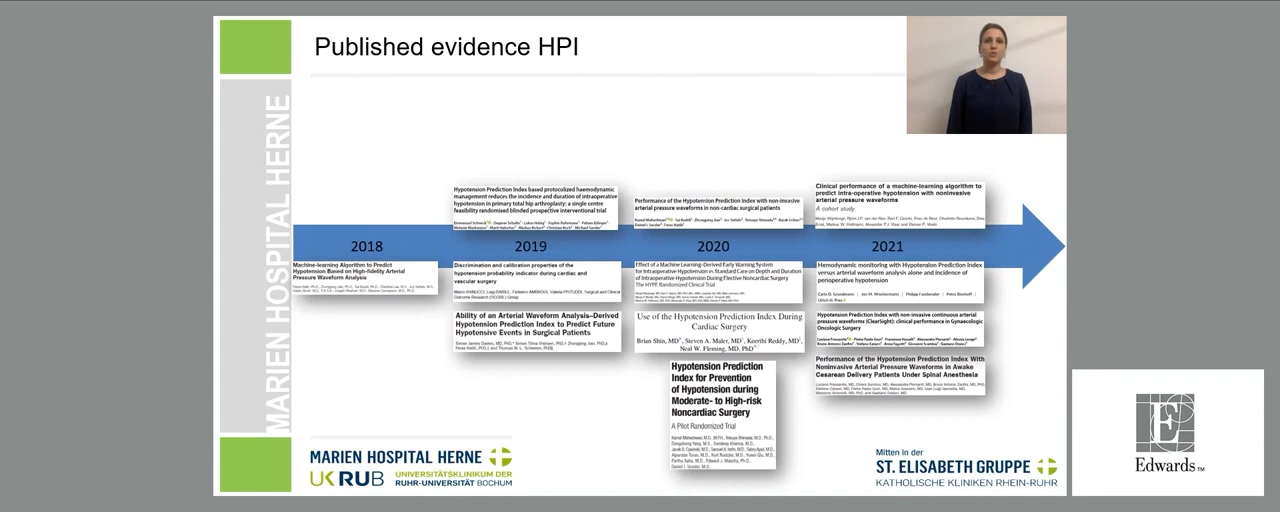 Published evidence HPI
MARIEN HOSPITAL HERNE
Hypotension Prediction Index based protocolized haemodynamic
management reduces the incidence and duration of intraoperative
hypotension in primary total hip arthroplasty: a single centre
feasibility randomised blinded prospective interventional trial
Performance of the Hypotension Prediction Index with non-invasive
arterial pressure waveforms in non-cardiac surgical patients
Clinical performance of a machine-learning algorithm to
predict intra-operative hypotension with noninvasive
arterial pressure waveforms
A cohort study
2018
2019
2020
2021
Machine-learning Algorithm to Predict
Hypotension Based on High-fidelity Arterial
Pressure Waveform Analysis
Discrimination and calibration properties of the
hypotension probability indicator during cardiac and
vascular surgery
Effect of a Machine Learning-Derived Early Warning System
for Intraoperative Hypotension vs Standard Care on Depth and Duration
of Intraoperative Hypotension During Elective Noncardiac Surgery
The HYPE Randomized Clinical Trial
Hemodynamic monitoring with Hypotension Prediction Index
versus arterial waveform analysis alone and incidence of
perioperative hypotension
Ability of an Arterial Waveform Analysis–Derived
Hypotension Prediction Index to Predict Future
Hypotensive Events in Surgical Patients
Use of the Hypotension Prediction Index During
Cardiac Surgery
Brian Shin, MD, Steven A. Maler, MD, Keerthi Reddy, MD,
Neal W. Fleming, MD, PhD
Hypotension Prediction Index with non-invasive continuous arterial
pressure waveforms (ClearSight): clinical performance in Gynaecologic
Oncologic Surgery
Performance of the Hypotension Prediction Index With
Noninvasive Arterial Pressure Waveforms in Awake
Cesarean Delivery Patients Under Spinal Anesthesia
Hypotension Prediction
Index for Prevention
of Hypotension during
Moderate- to High-risk
Noncardiac Surgery
A Pilot Randomized Trial
MARIEN HOSPITAL HERNE
UK RUB UNIVERSITÄTSKLINIKUM DER
RUHR-UNIVERSITÄT BOCHUM
Mitten in der
ST. ELISABETH GRUPPE
KATHOLISCHE KLINIKEN RHEIN-RUHR
E
Edwards™